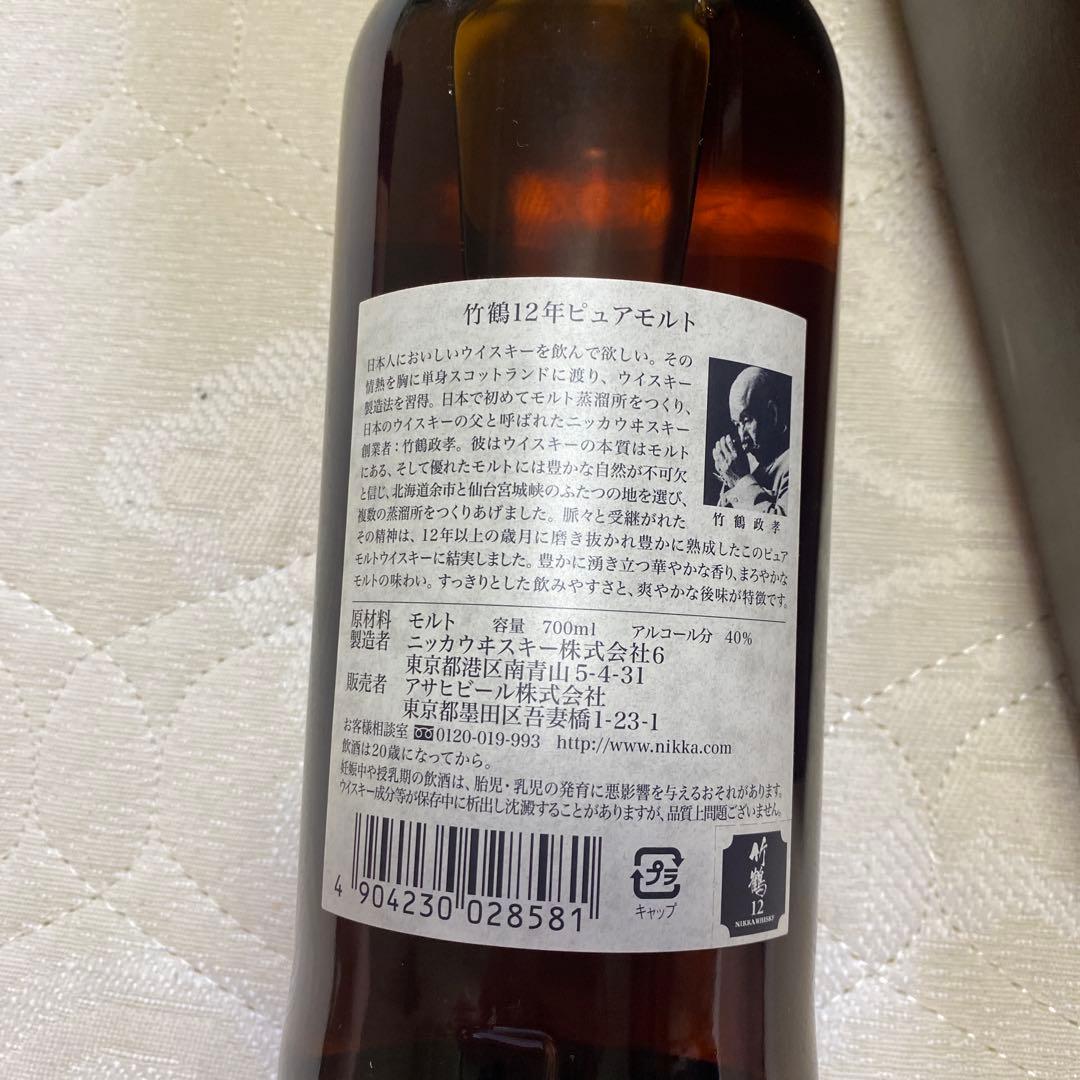 竹鶴12年ピュアモルト
日本人においしいウイスキーを飲んで欲しい。その
情熱を胸に単身スコットランドに渡り、ウイスキー
製造法を習得。日本で初めてモルト蒸溜所をつくり、
日本のウイスキーの父と呼ばれたニッカウヰスキー
創業者：竹鶴政孝。彼はウイスキーの本質はモルト
にある、そして優れたモルトには豊かな自然が不可欠
と信じ、北海道余市と仙台宮城峡のふたつの地を選び、
複数の蒸溜所をつくりあげました。脈々と受継がれた
その精神は、12年以上の歳月に磨き抜かれ豊かに熟成したこのピュア
モルトウイスキーに結実しました。豊かに湧き立つ華やかな香り、まろやかな
モルトの味わい。すっきりとした飲みやすさと、爽やかな後味が特徴です。
竹鶴政孝
原材料 モルト 容量 700ml アルコール分 40%
製造者 ニッカウヰスキー株式会社6
東京都港区南青山5-4-31
販売者 アサヒビール株式会社
東京都墨田区吾妻橋1-23-1
お客様相談室 0120-019-993 http://www.nikka.com
飲酒は20歳になってから。
妊娠中や授乳期の飲酒は、胎児・乳児の発育に悪影響を与えるおそれがあります。
ウイスキー成分等が保存中に析出し沈澱することがありますが、品質上問題ございません。
4 904230 028581
プラ
キャップ
竹鶴
12
NIKKA WHISKY